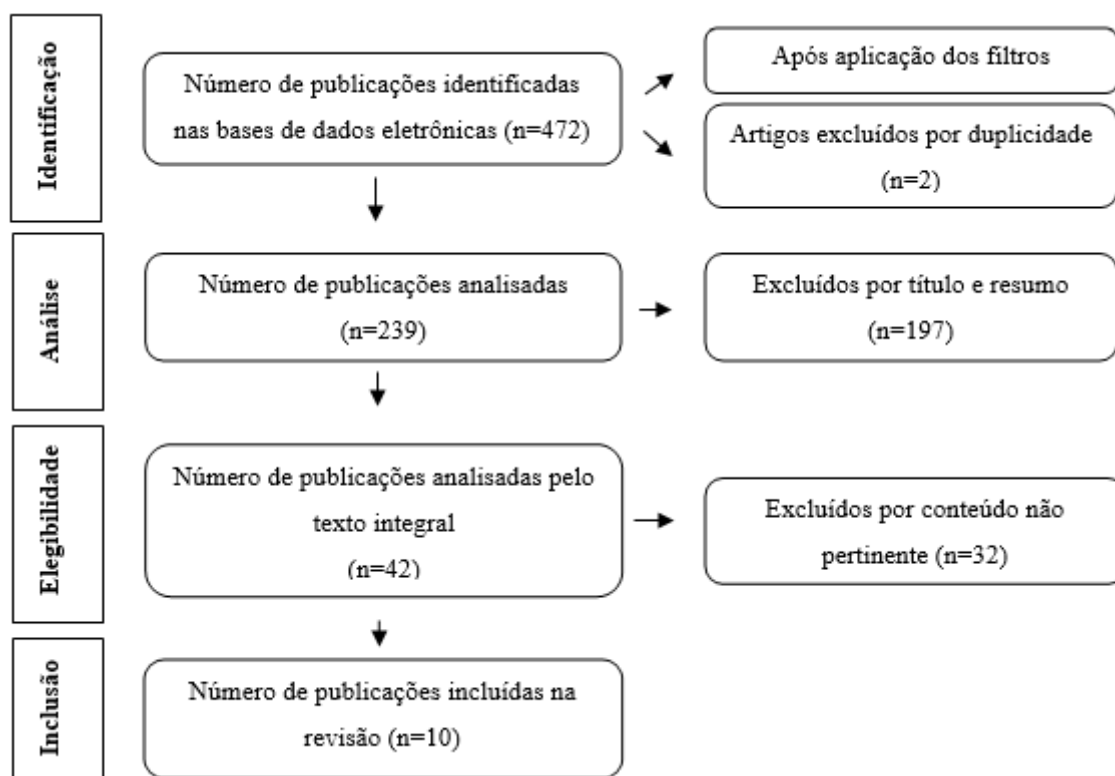 Identificação
Número de publicações identificadas
nas bases de dados eletrônicas (n=472)
Após aplicação dos filtros
Artigos excluídos por duplicidade
(n=2)
Análise
Número de publicações analisadas
(n=239)
Excluídos por título e resumo
(n=197)
Elegibilidade
Número de publicações analisadas pelo
texto integral
(n=42)
Excluídos por conteúdo não
pertinente (n=32)
Inclusão
Número de publicações incluídas na
revisão (n=10)